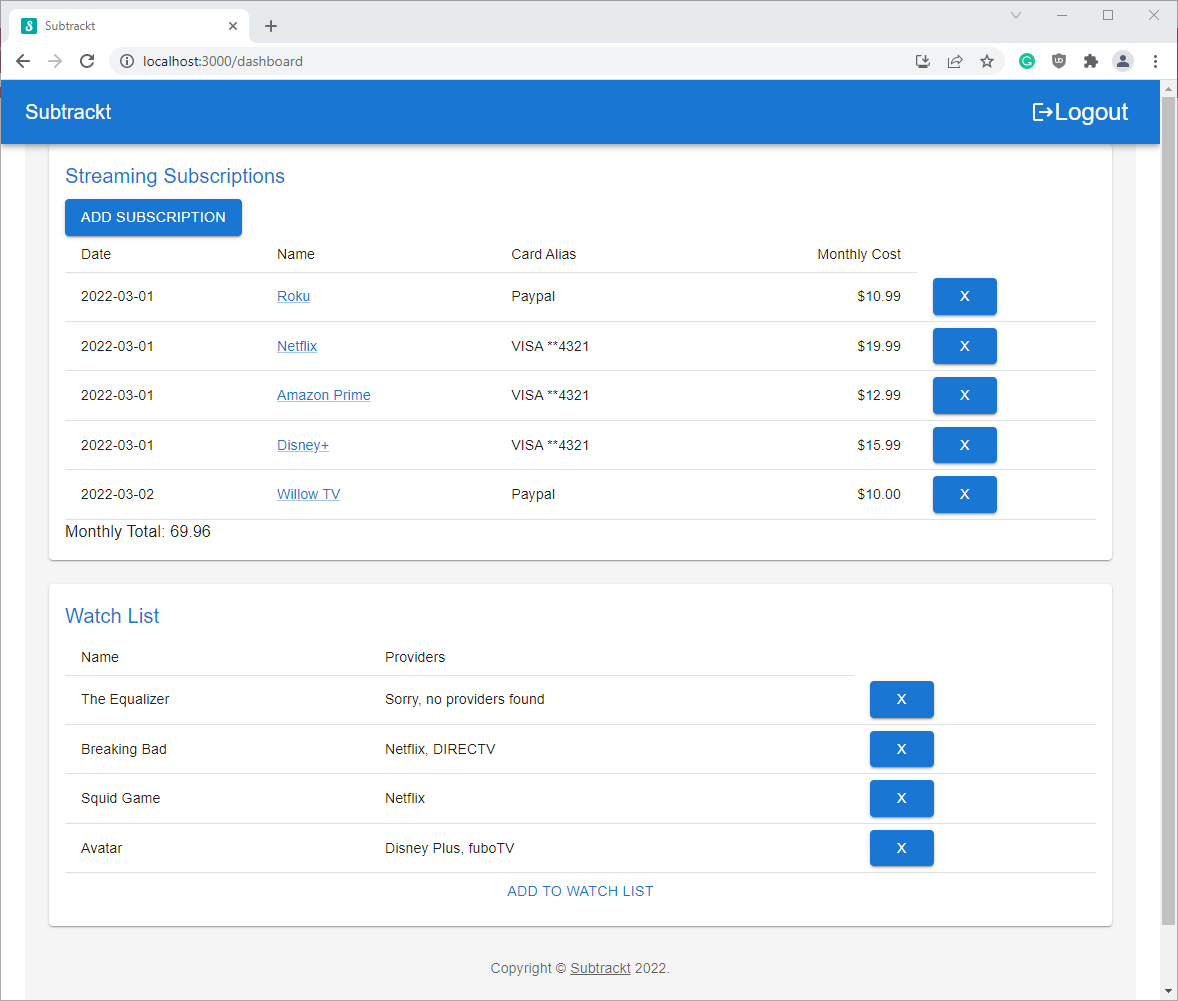 Subtrackt
localhost:3000/dashboard
Subtrackt Logout
Streaming Subscriptions
ADD SUBSCRIPTION
Date Name Card Alias Monthly Cost
2022-03-01 Roku Paypal $10.99 X
2022-03-01 Netflix VISA **4321 $19.99 X
2022-03-01 Amazon Prime VISA **4321 $12.99 X
2022-03-01 Disney+ VISA **4321 $15.99 X
2022-03-02 Willow TV Paypal $10.00 X
Monthly Total: 69.96
Watch List
Name Providers
The Equalizer Sorry, no providers found X
Breaking Bad Netflix, DIRECTV X
Squid Game Netflix X
Avatar Disney Plus, fuboTV X
ADD TO WATCH LIST
Copyright © Subtrackt 2022.